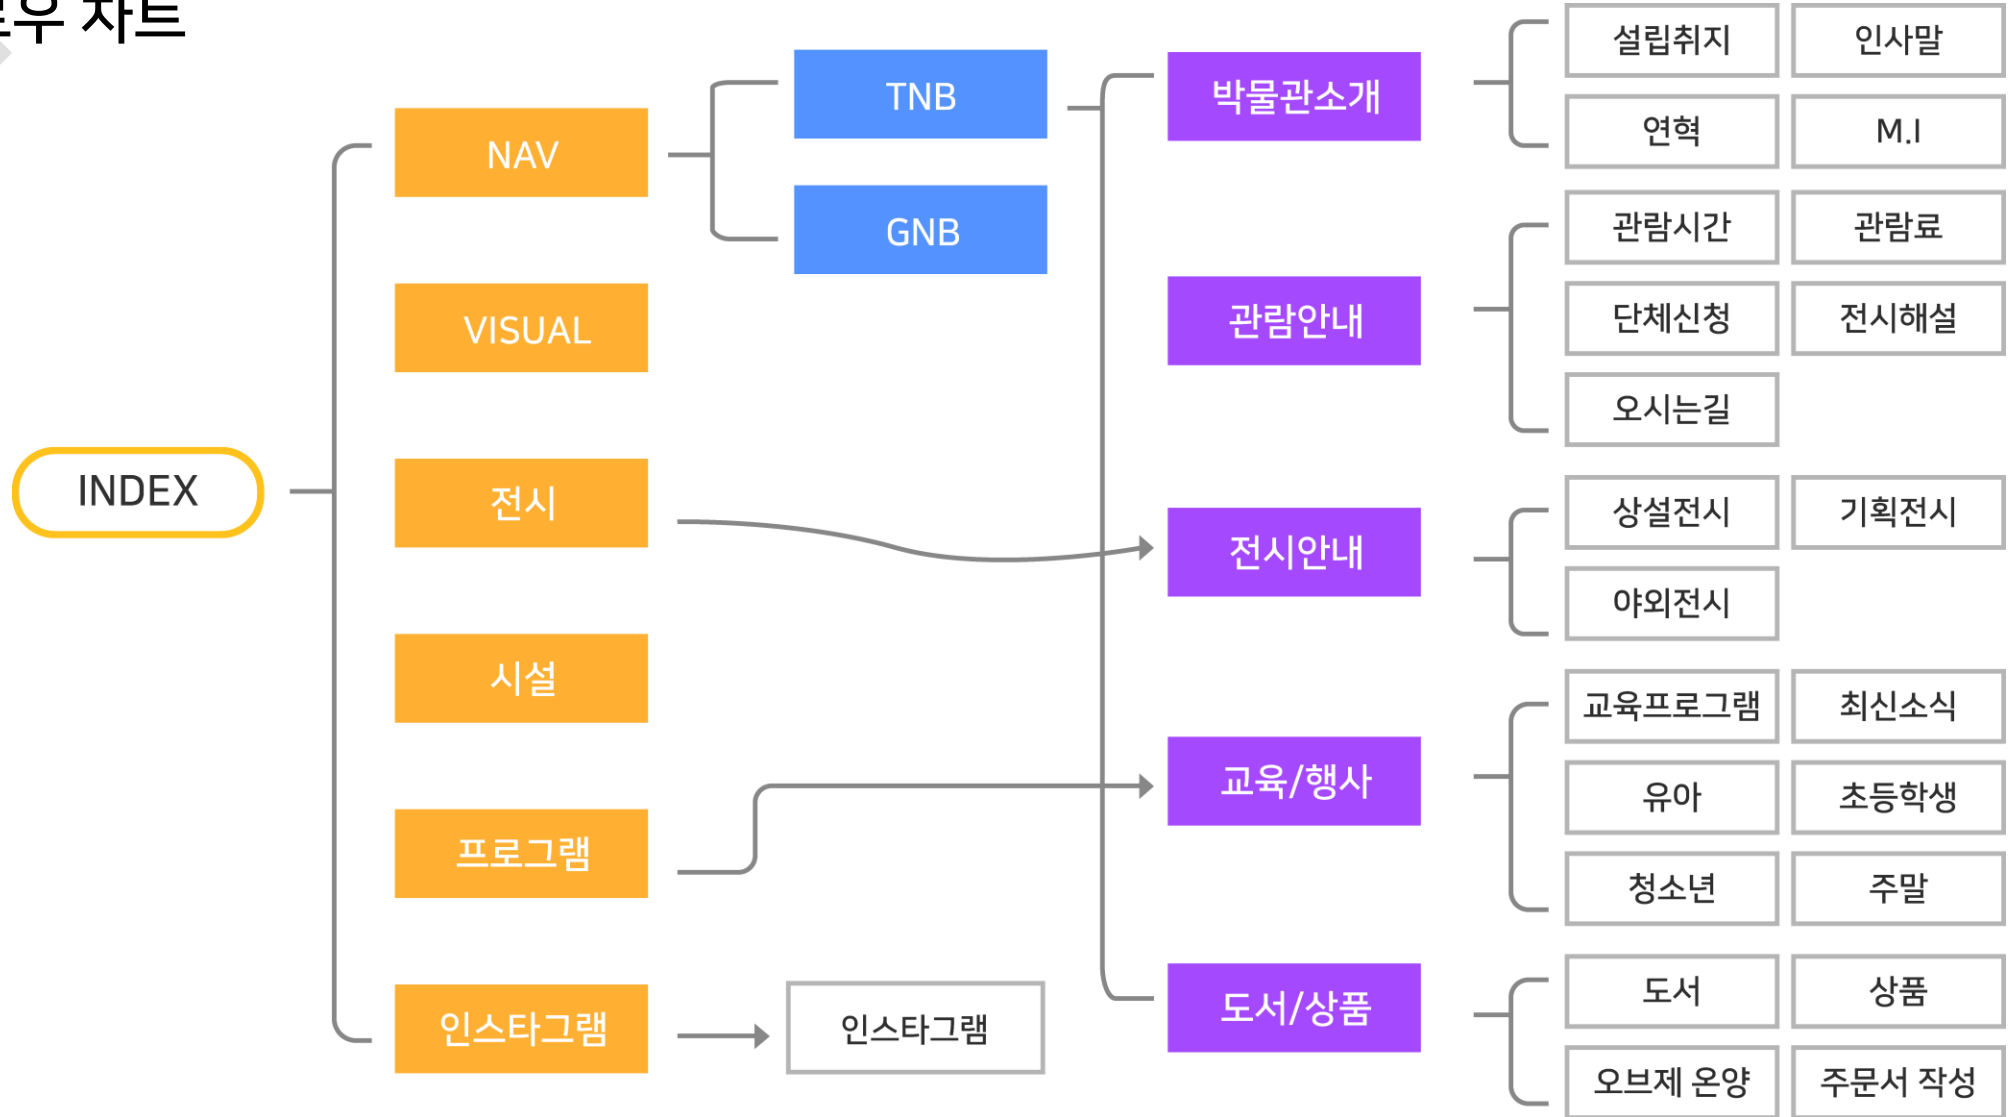 로우 차트
INDEX
NAV
VISUAL
전시
시설
프로그램
인스타그램
TNB
GNB
인스타그램
박물관소개
관람안내
전시안내
교육/행사
도서/상품
설립취지 인사말
연혁 M.I
관람시간 관람료
단체신청 전시해설
오시는길
상설전시 기획전시
야외전시
교육프로그램 최신소식
유아 초등학생
청소년 주말
도서 상품
오브제 온양 주문서 작성